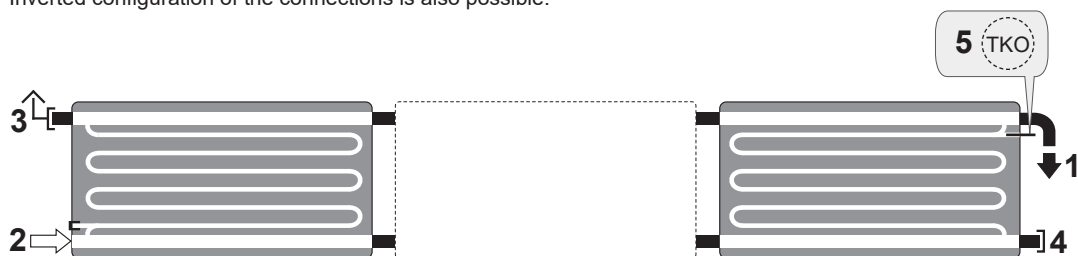 Inverted configuration of the connections is also possible.
5 TKO
3
1
2
4